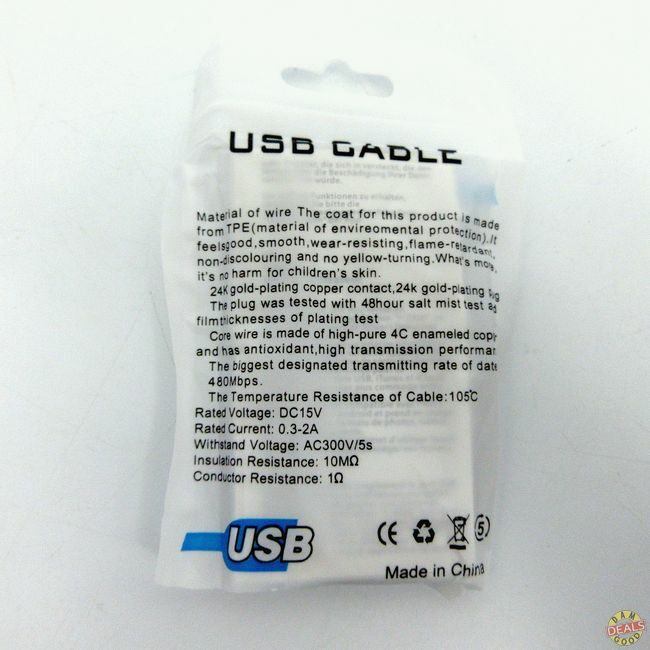 USB CABLE
Material of wire The coat for this product is made
from TPE(material of enviromental protection).It
feelsgood,smooth,wear-resisting,flame-retardant,
non-discolouring and no yellow-turning.What's more,
it's no harm for children's skin.
24K gold-plating copper contact,24k gold-plating
The plug was tested with 48hour salt mist test
filmthicknesses of plating test
Core wire is made of high-pure 4C enameled
and has antioxidant,high transmission
The biggest designated transmitting rate of date
480Mbps.
The Temperature Resistance of Cable:105℃
Rated Voltage: DC15V
Rated Current: 0.3-2A
Withstand Voltage: AC300V/5s
Insulation Resistance: 10MΩ
Conductor Resistance: 1Ω
USB
CE
5
Made in China
DAM
DEALS
GOOD